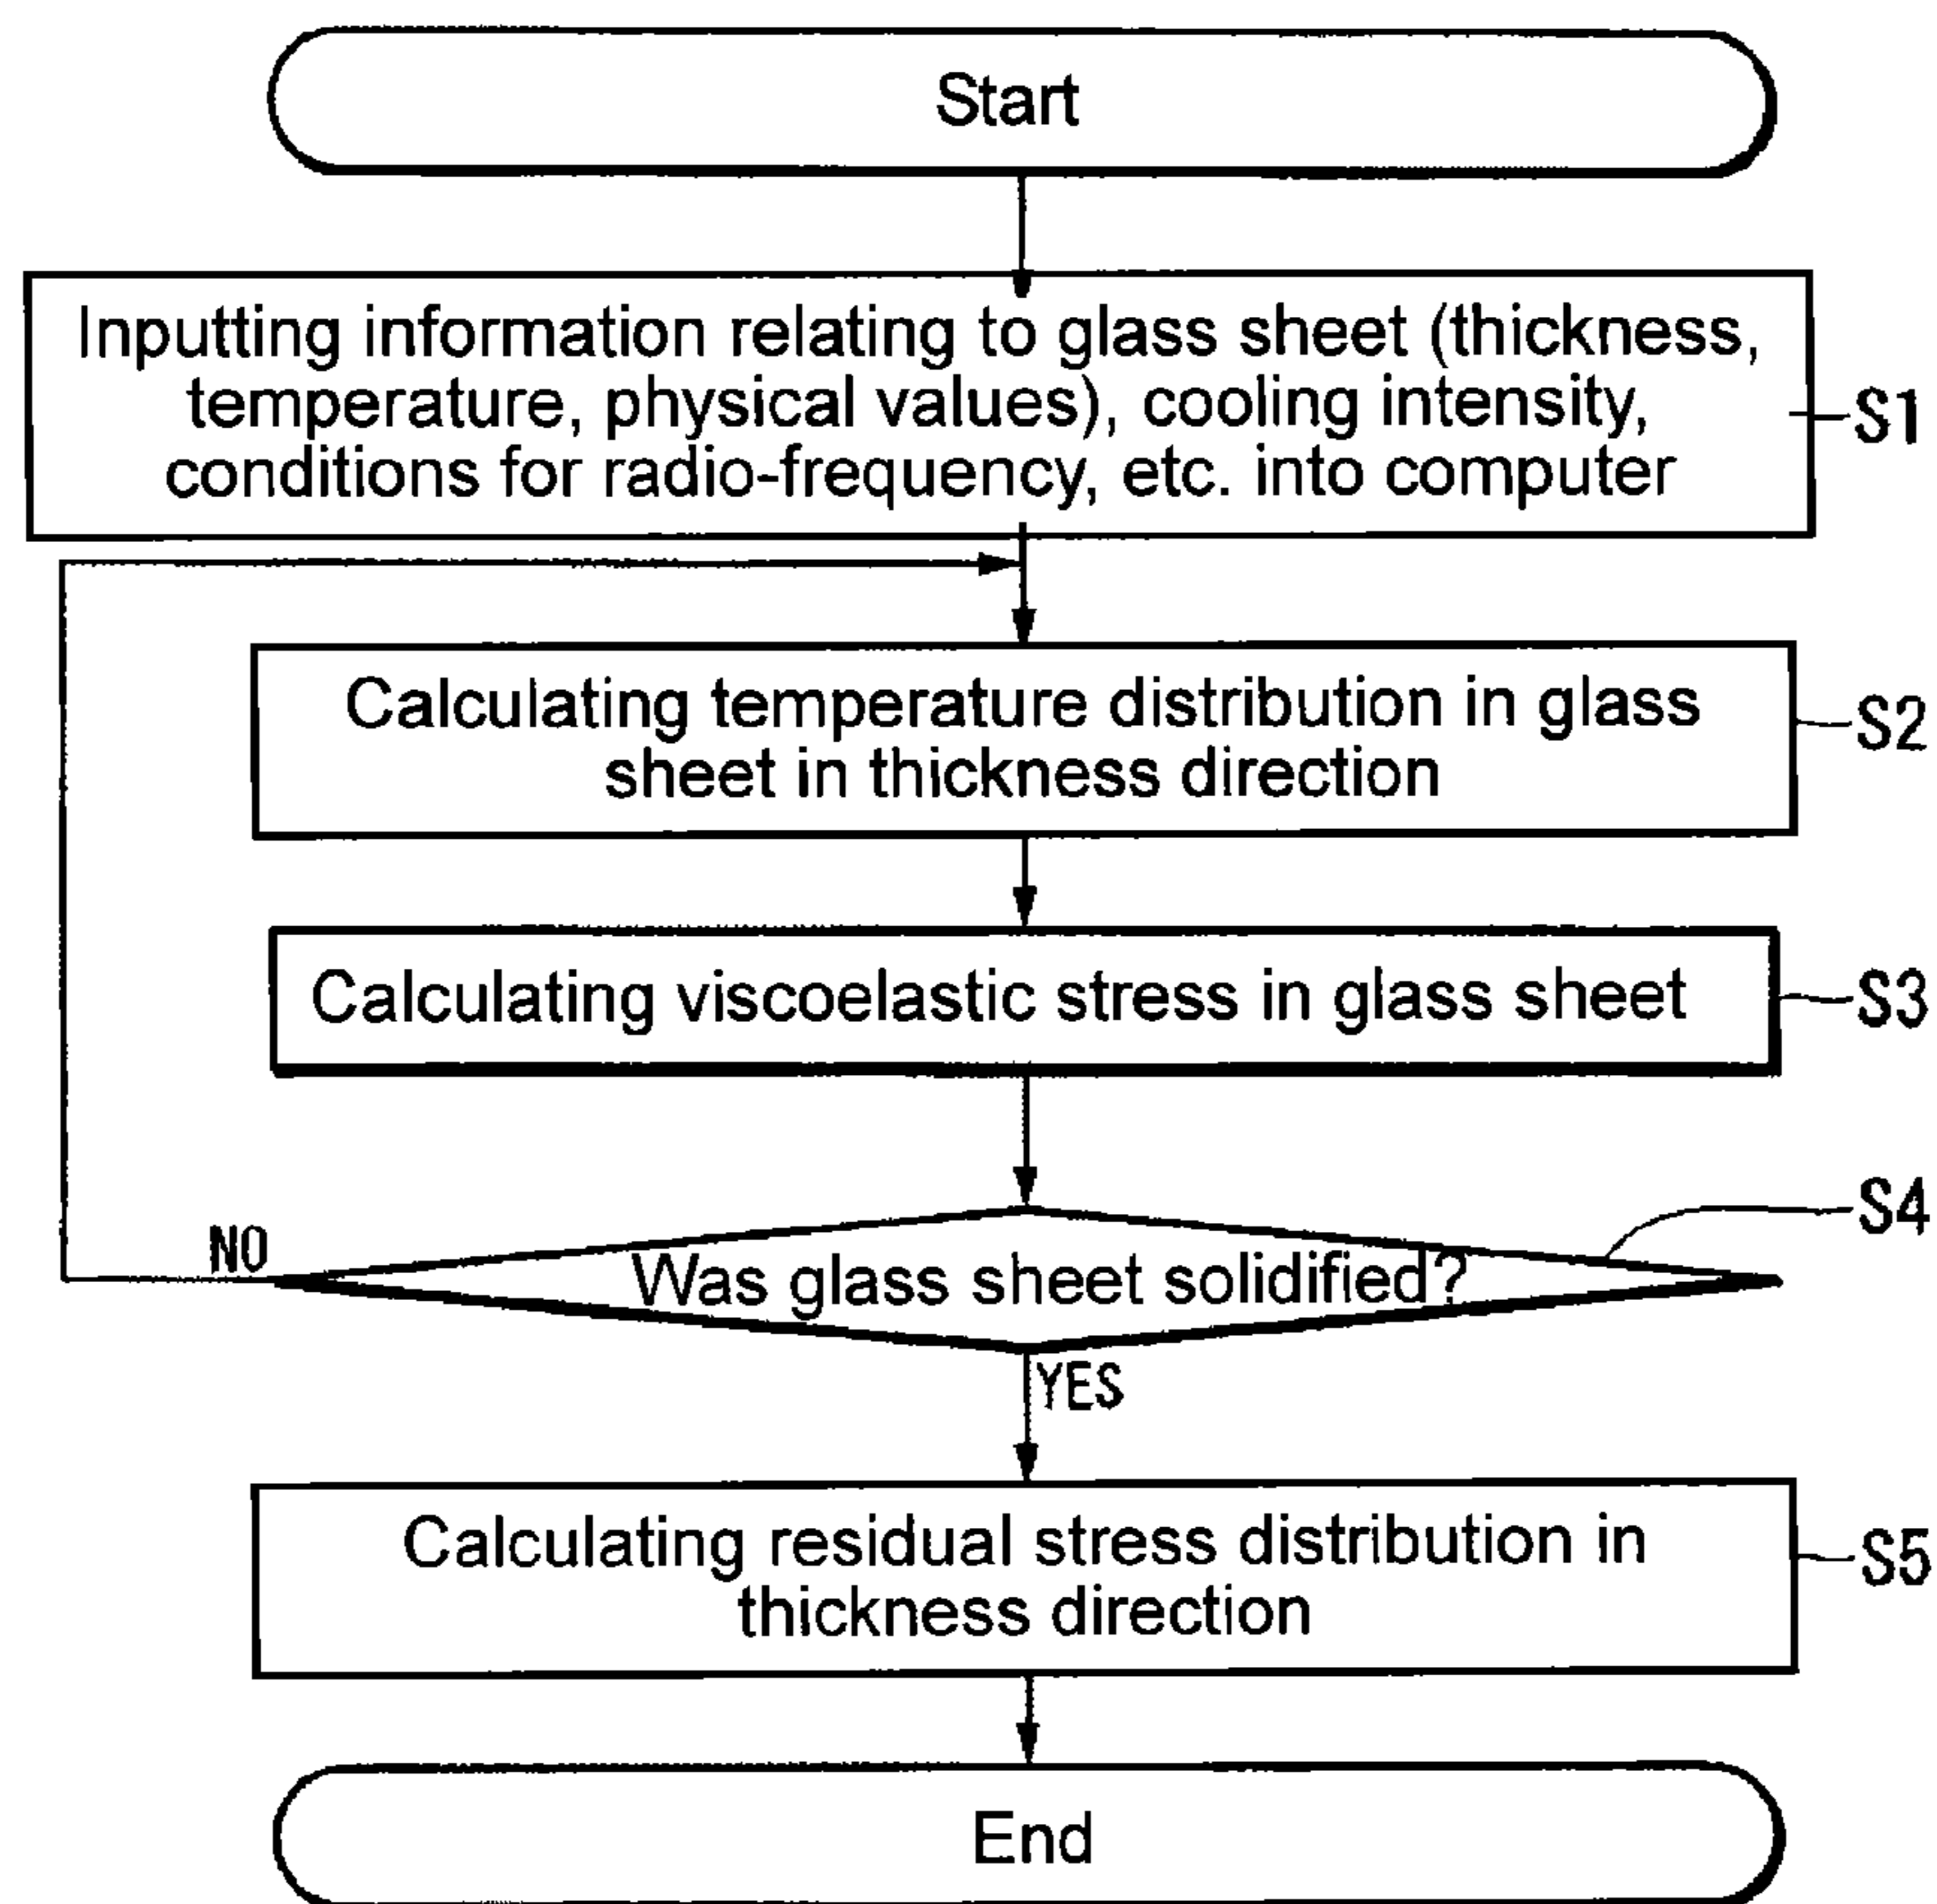 Start
Inputting information relating to glass sheet (thickness,
temperature, physical values), cooling intensity,
conditions for radio-frequency, etc. into computer
S1
Calculating temperature distribution in glass
sheet in thickness direction
S2
Calculating viscoelastic stress in glass sheet
S3
S4
NO
Was glass sheet solidified?
YES
Calculating residual stress distribution in
thickness direction
S5
End